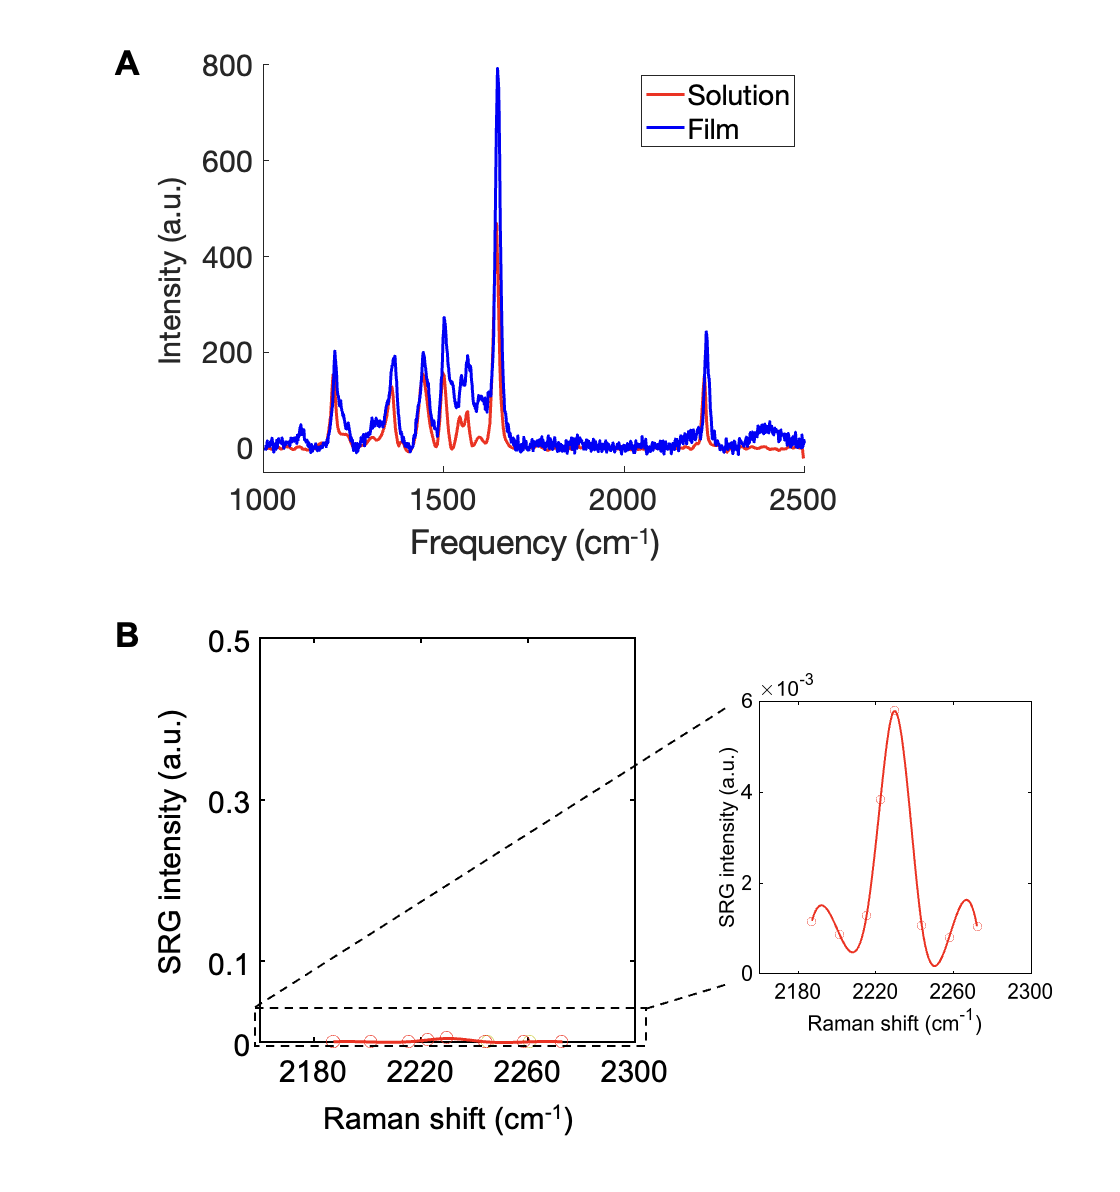 A
800
600
400
200
0
Intensity (a.u.)
Solution
Film
1000 1500 2000 2500
Frequency (cm-1)
B
0.5
0.3
0.1
0
SRG intensity (a.u.)
2180 2220 2260 2300
Raman shift (cm-1)
6 ×10-3
4
2
0
SRG intensity (a.u.)
2180 2220 2260 2300
Raman shift (cm-1)